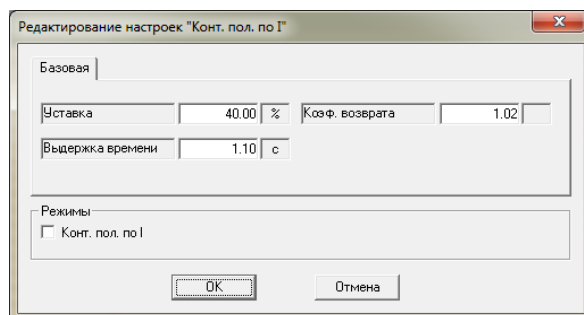 Редактирование настроек "Конт. пол. по I"
Базовая
Уставка 40.00 % Коэф. возврата 1.02
Выдержка времени 1.10 с
Режимы
Конт. пол. по I
OK Отмена